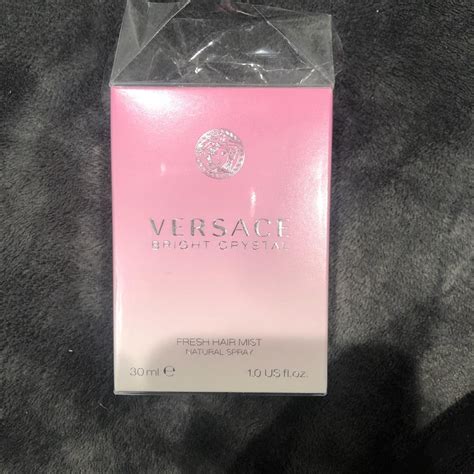 VERSACE
BRIGHT CRYSTAL
FRESH HAIR MIST
NATURAL SPRAY
30 ml ℮ 1.0 US fl.oz.